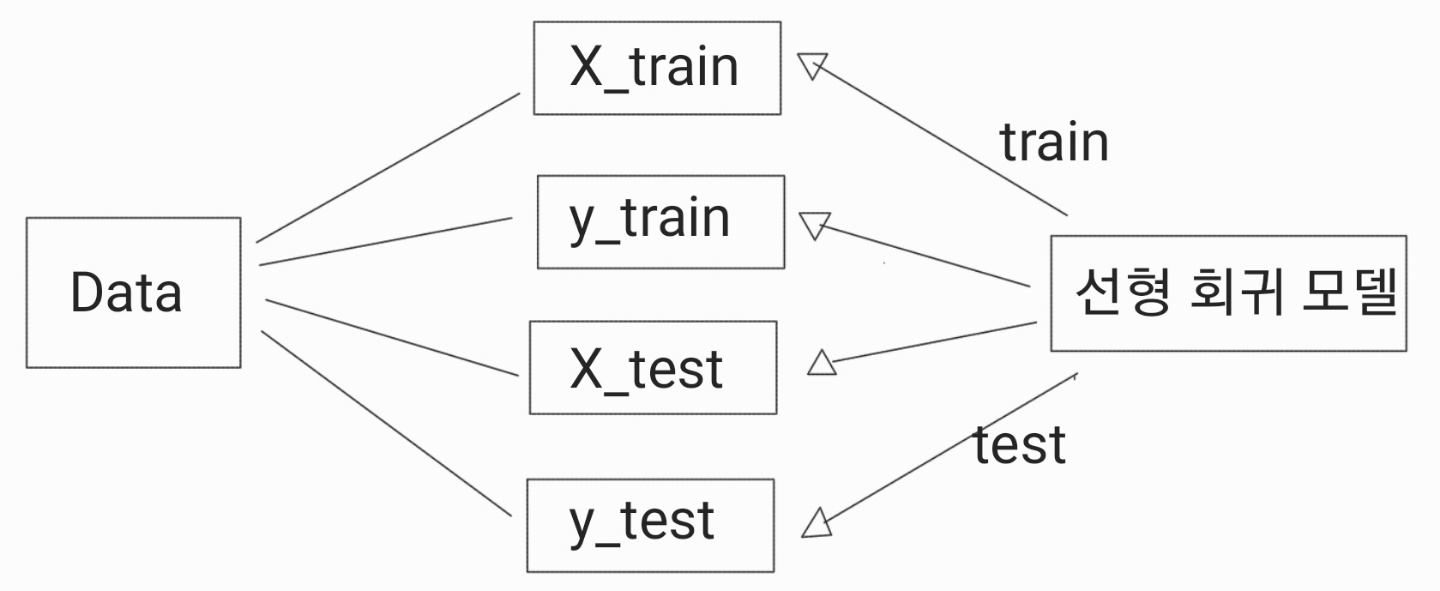 X_train
train
y_train
Data
선형 회귀 모델
X_test
test
y_test